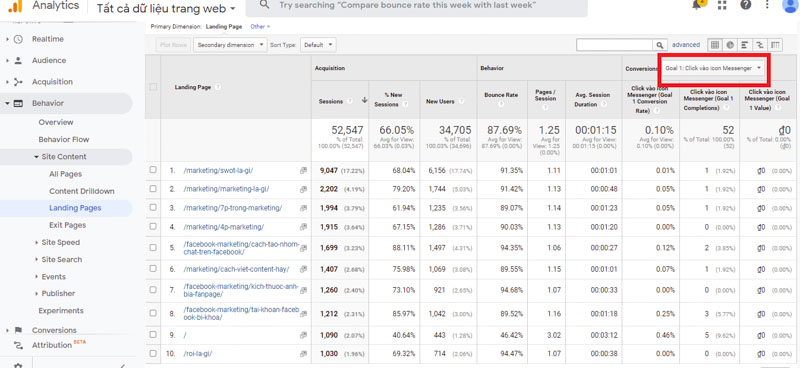 Analytics
Tất cả dữ liệu trang web
Try searching "Compare bounce rate this week with last week"
Realtime
Audience
Acquisition
Behavior
Overview
Behavior Flow
Site Content
All Pages
Content Drilldown
Landing Pages
Exit Pages
Site Speed
Site Search
Events
Publisher
Experiments
Conversions
Attribution BETA
Primary Dimension: Landing Page Other
Plot Rows Secondary dimension Sort Type: Default advanced
Landing Page Acquisition Behavior Conversions Goal 1: Click vào icon Messenger
Sessions % New Sessions New Users Bounce Rate Pages / Session Avg. Session Duration Click vào icon Messenger (Goal 1 Conversion Rate) Click vào icon Messenger (Goal 1 Completions) Click vào icon Messenger (Goal 1 Value)
52,547 66.05% 34,705 87.69% 1.25 00:01:15 0.10% 52 ₫0
% of Total: 100.00% (52,547) Avg for View: 66.03% (0.03%) % of Total: 100.03% (34,696) Avg for View: 87.69% (0.00%) Avg for View: 1.25 (0.00%) Avg for View: 00:01:15 (0.00%) Avg for View: 0.10% (0.00%) % of Total: 100.00% (52) % of Total: 0.00% (₫0)
1. /marketing/swot-la-gi/ 9,047 (17.22%) 68.04% 6,156 (17.74%) 91.35% 1.11 00:01:01 0.01% 1 (1.92%) ₫0 (0.00%)
2. /marketing/marketing-la-gi/ 2,202 (4.19%) 79.20% 1,744 (5.03%) 91.42% 1.13 00:00:48 0.05% 1 (1.92%) ₫0 (0.00%)
3. /marketing/7p-trong-marketing/ 1,994 (3.79%) 61.94% 1,235 (3.56%) 89.07% 1.14 00:01:23 0.05% 1 (1.92%) ₫0 (0.00%)
4. /marketing/4p-marketing/ 1,915 (3.64%) 67.15% 1,286 (3.71%) 90.03% 1.13 00:01:20 0.00% 0 (0.00%) ₫0 (0.00%)
5. /facebook-marketing/cach-tao-nhom-chat-tren-facebook/ 1,699 (3.23%) 88.11% 1,497 (4.31%) 94.35% 1.06 00:00:27 0.12% 2 (3.85%) ₫0 (0.00%)
6. /marketing/cach-viet-content-hay/ 1,407 (2.68%) 75.98% 1,069 (3.08%) 89.55% 1.15 00:01:01 0.07% 1 (1.92%) ₫0 (0.00%)
7. /facebook-marketing/kich-thuoc-anh-bia-fanpage/ 1,260 (2.40%) 73.10% 921 (2.65%) 94.68% 1.07 00:00:33 0.00% 0 (0.00%) ₫0 (0.00%)
8. /facebook-marketing/tai-khoan-facebook-bi-khoa/ 1,212 (2.31%) 85.97% 1,042 (3.00%) 89.52% 1.16 00:01:18 0.25% 3 (5.77%) ₫0 (0.00%)
9. / 1,090 (2.07%) 40.64% 443 (1.28%) 46.42% 3.02 00:03:12 0.46% 5 (9.62%) ₫0 (0.00%)
10. /roi-la-gi/ 1,030 (1.96%) 69.32% 714 (2.06%) 94.47% 1.07 00:00:38 0.00% 0 (0.00%) ₫0 (0.00%)